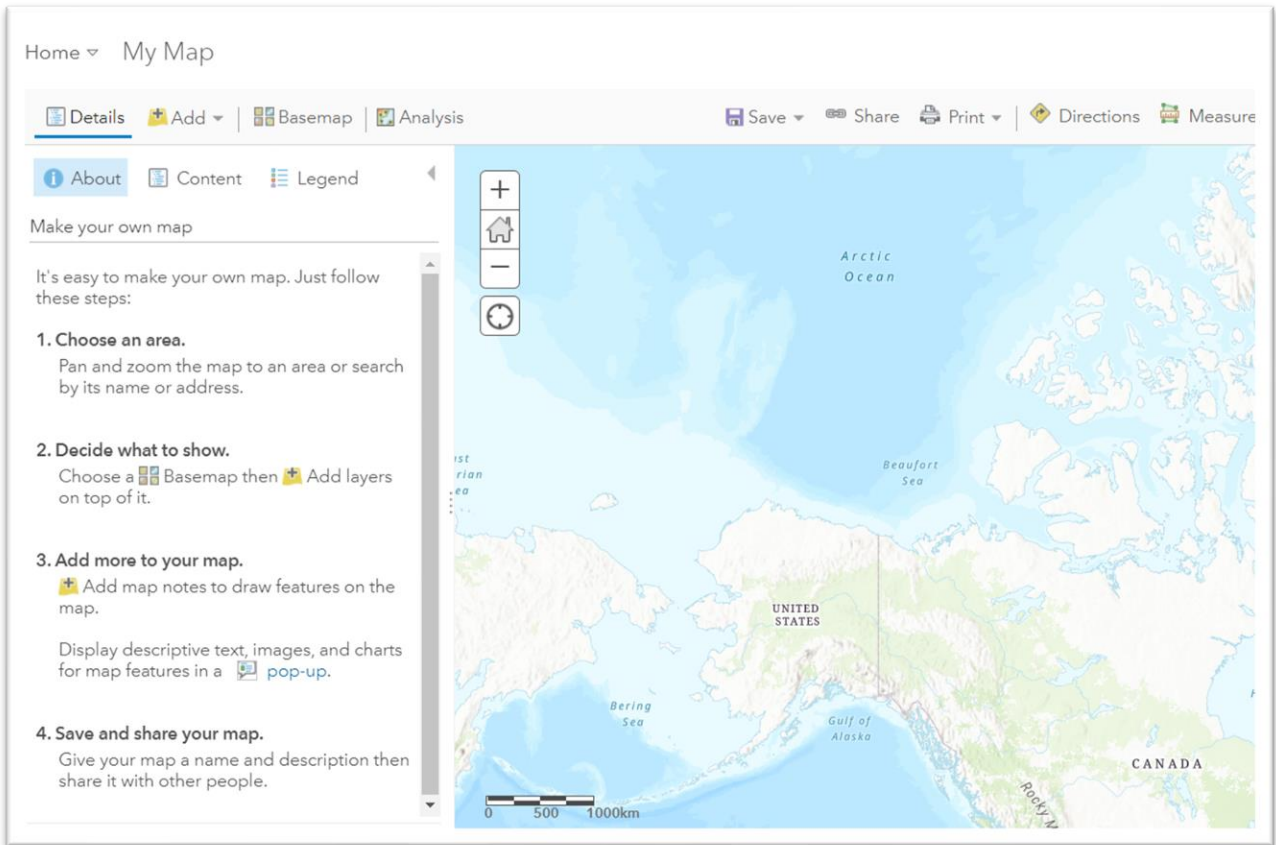 Home My Map
Details Add Basemap Analysis Save Share Print Directions Measure
About Content Legend
Make your own map
It's easy to make your own map. Just follow
these steps:
1. Choose an area.
Pan and zoom the map to an area or search
by its name or address.
2. Decide what to show.
Choose a Basemap then Add layers
on top of it.
3. Add more to your map.
Add map notes to draw features on the
map.
Display descriptive text, images, and charts
for map features in a pop-up.
4. Save and share your map.
Give your map a name and description then
share it with other people.
Arctic
Ocean
Beaufort
Sea
UNITED
STATES
Bering
Sea
Gulf of
Alaska
CANADA
Rocky
0 500 1000km